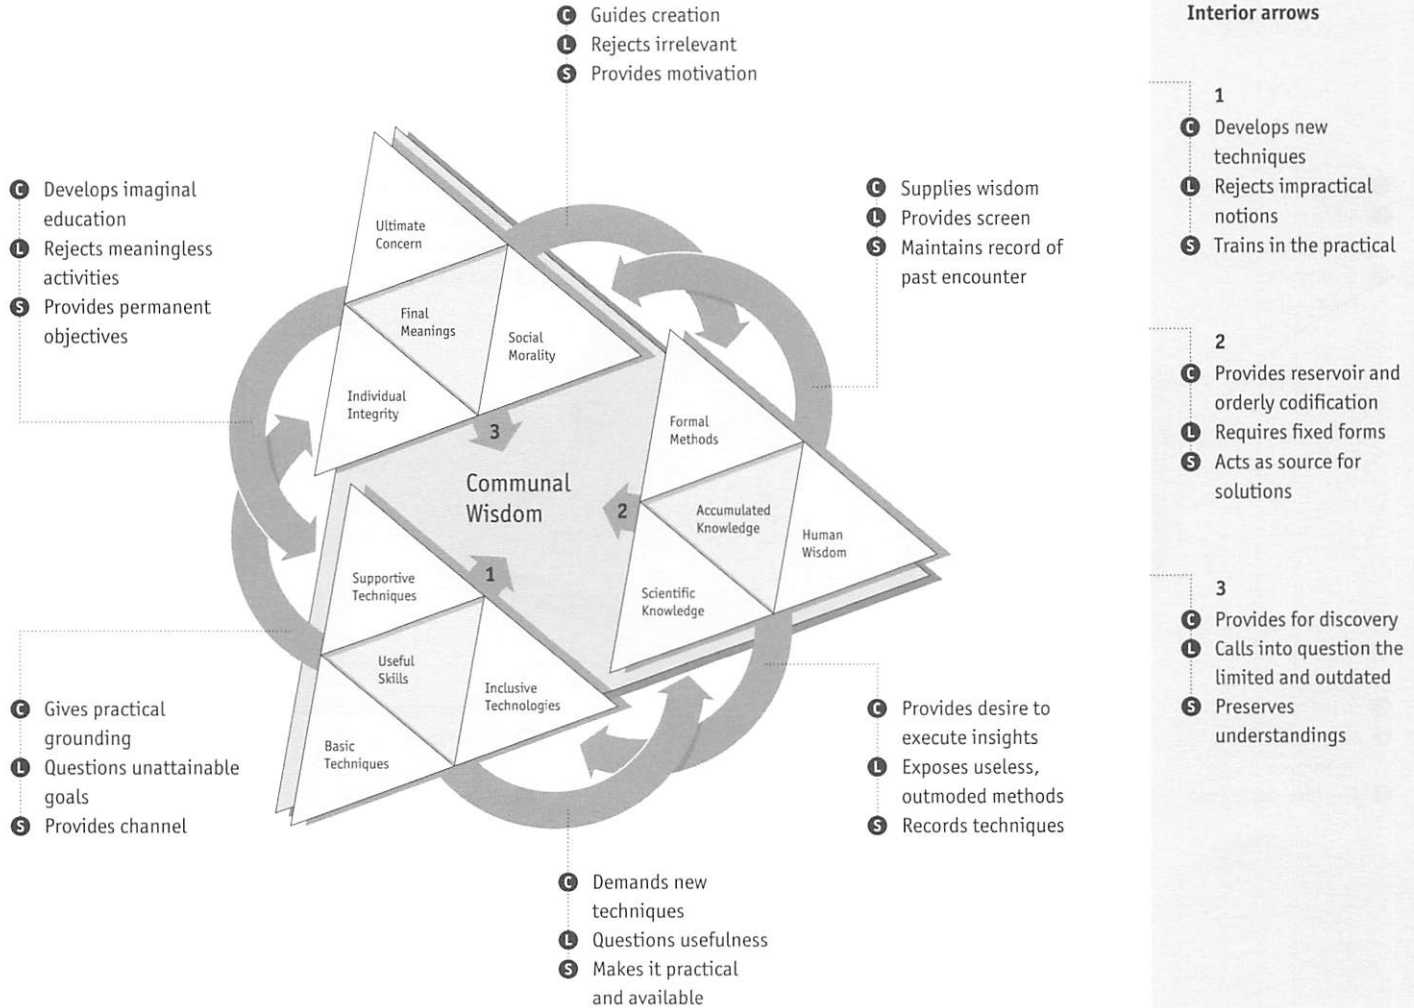 C Guides creation
L Rejects irrelevant
S Provides motivation
C Develops imaginal
education
L Rejects meaningless
activities
S Provides permanent
objectives
C Supplies wisdom
L Provides screen
S Maintains record of
past encounter
Ultimate
Concern
Final
Meanings
Social
Morality
Individual
Integrity
3
Formal
Methods
Communal
Wisdom
2
Accumulated
Knowledge
Human
Wisdom
Scientific
Knowledge
1
Supportive
Techniques
Useful
Skills
Inclusive
Technologies
Basic
Techniques
C Gives practical
grounding
L Questions unattainable
goals
S Provides channel
C Provides desire to
execute insights
L Exposes useless,
outmoded methods
S Records techniques
C Demands new
techniques
L Questions usefulness
S Makes it practical
and available
Interior arrows
1
C Develops new
techniques
L Rejects impractical
notions
S Trains in the practical
2
C Provides reservoir and
orderly codification
L Requires fixed forms
S Acts as source for
solutions
3
C Provides for discovery
L Calls into question the
limited and outdated
S Preserves
understandings